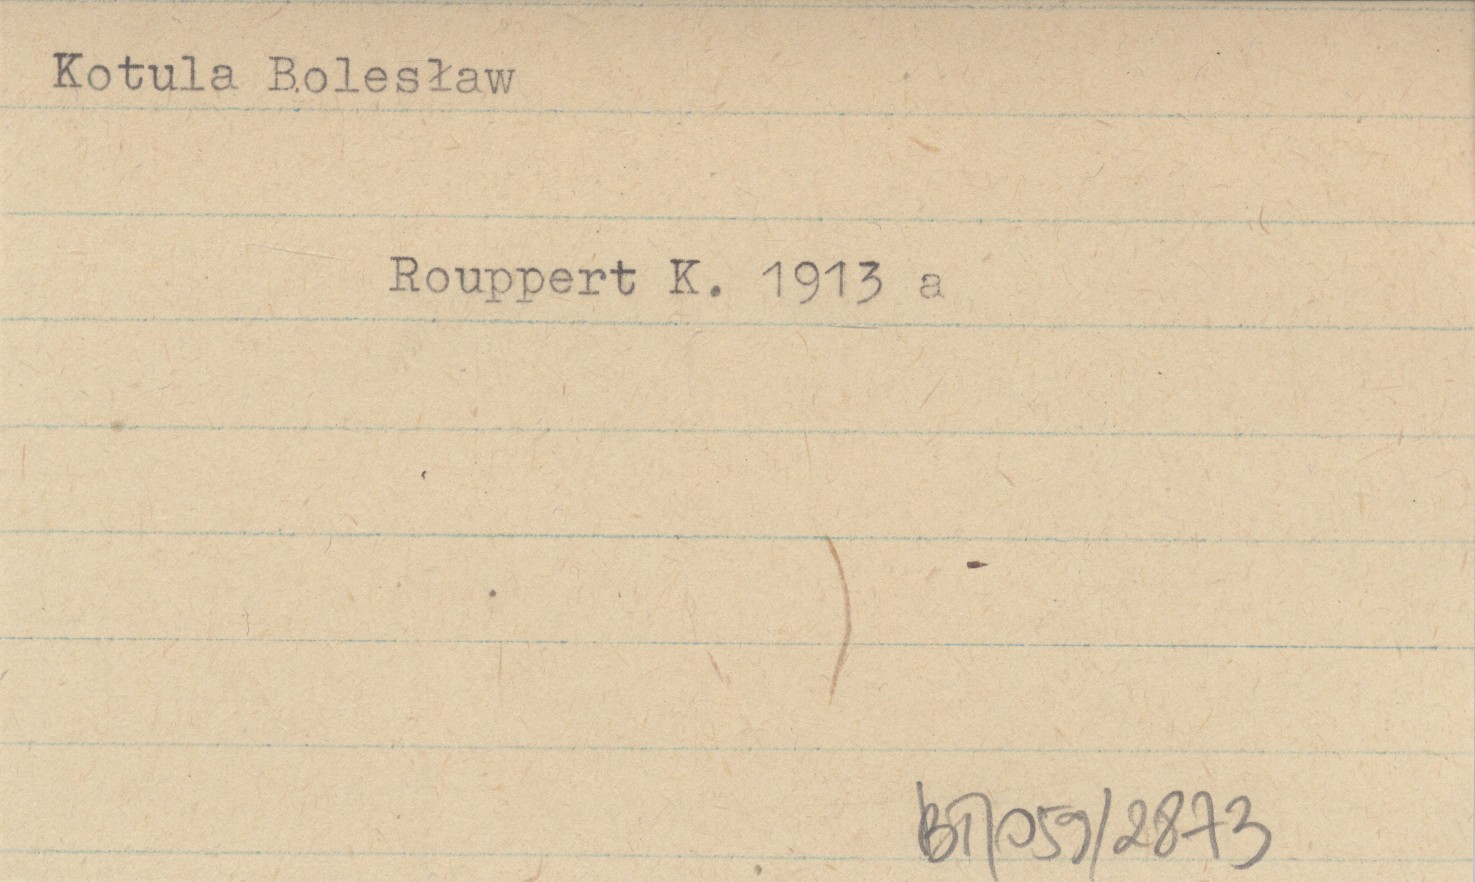 Kotula Bolesław
Rouppert K. 1913 a
BT/059/2873